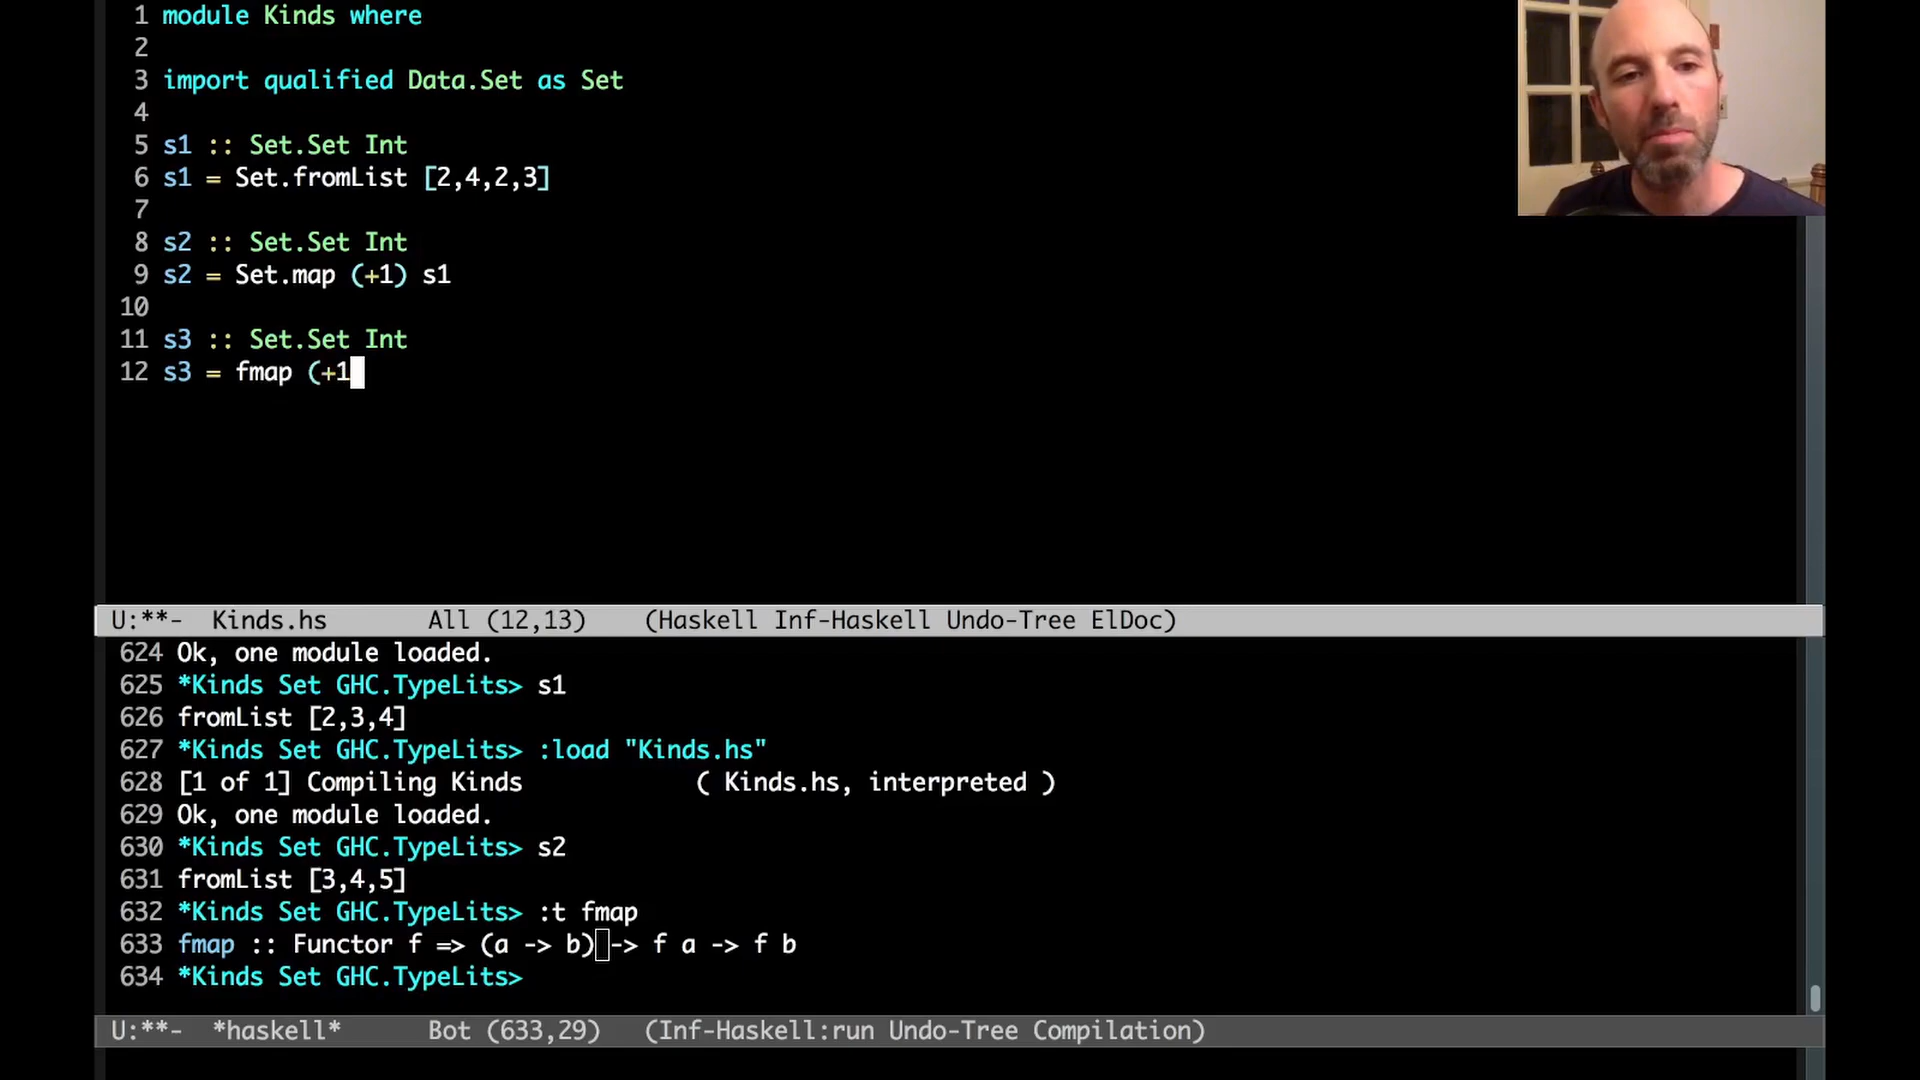 1 module Kinds where
2
3 import qualified Data.Set as Set
4
5 s1 :: Set.Set Int
6 s1 = Set.fromList [2,4,2,3]
7
8 s2 :: Set.Set Int
9 s2 = Set.map (+1) s1
10
11 s3 :: Set.Set Int
12 s3 = fmap (+1
U:**-  Kinds.hs       All (12,13)    (Haskell Inf-Haskell Undo-Tree ElDoc)
624 Ok, one module loaded.
625 *Kinds Set GHC.TypeLits> s1
626 fromList [2,3,4]
627 *Kinds Set GHC.TypeLits> :load "Kinds.hs"
628 [1 of 1] Compiling Kinds            ( Kinds.hs, interpreted )
629 Ok, one module loaded.
630 *Kinds Set GHC.TypeLits> s2
631 fromList [3,4,5]
632 *Kinds Set GHC.TypeLits> :t fmap
633 fmap :: Functor f => (a -> b) -> f a -> f b
634 *Kinds Set GHC.TypeLits>
U:**-  *haskell*      Bot (633,29)   (Inf-Haskell:run Undo-Tree Compilation)